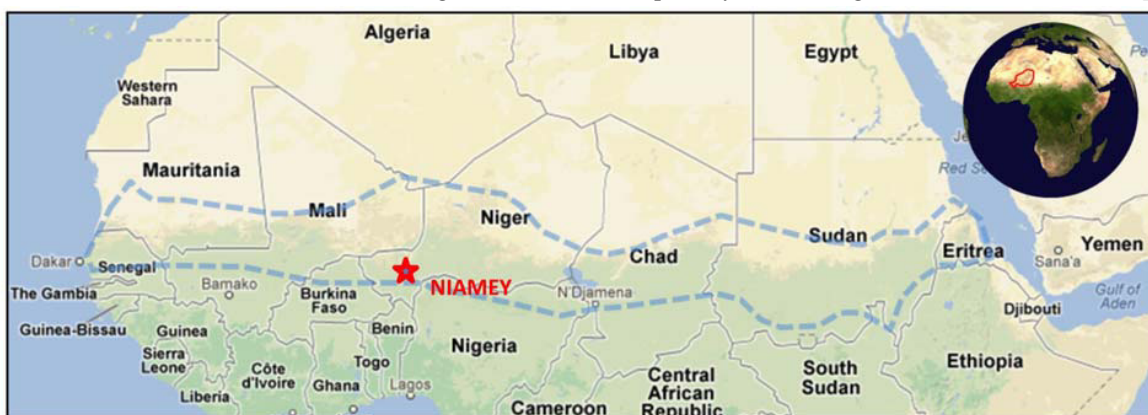 Algeria
Libya
Egypt
Western
Sahara
Mauritania
Mali
Niger
Chad
Sudan
Eritrea
Yemen
Sana'a
Gulf of
Aden
Djibouti
Dakar
Senegal
The Gambia
Bamako
Guinea-Bissau
Burkina
Faso
NIAMEY
N'Djamena
Guinea
Benin
Nigeria
Sierra
Leone
Côte
d'Ivoire
Togo
Ghana
Lagos
Liberia
Cameroon
Central
African
Republic
South
Sudan
Ethiopia